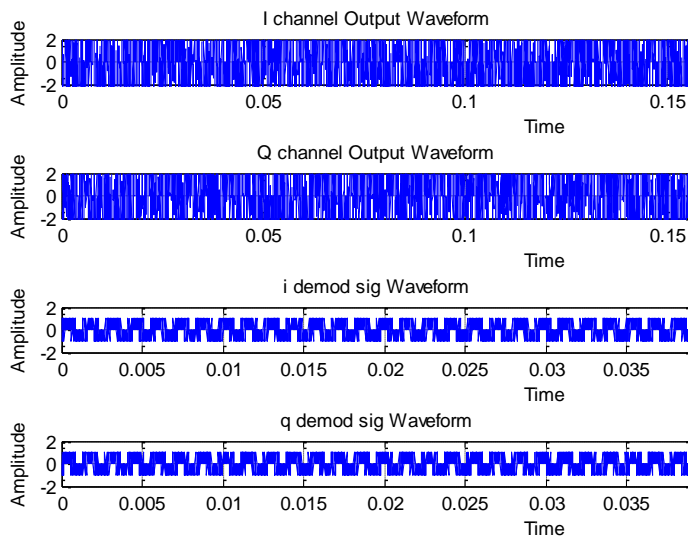 I channel Output Waveform
Amplitude
2
0
-2
0 0.05 0.1 0.15
Time
Q channel Output Waveform
Amplitude
2
0
-2
0 0.05 0.1 0.15
Time
i demod sig Waveform
Amplitude
2
0
-2
0 0.005 0.01 0.015 0.02 0.025 0.03 0.035
Time
q demod sig Waveform
Amplitude
2
0
-2
0 0.005 0.01 0.015 0.02 0.025 0.03 0.035
Time